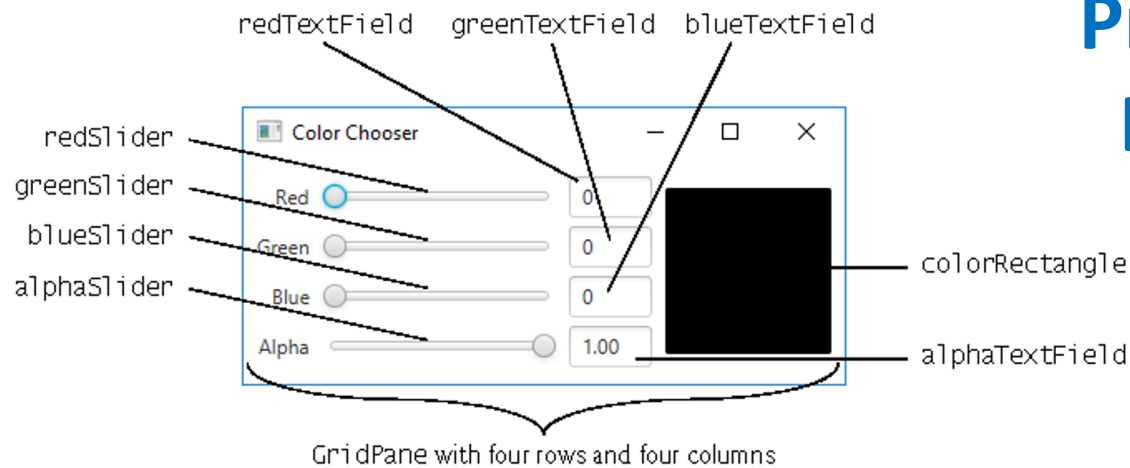 redTextField greenTextField blueTextField
Color Chooser
redSlider
greenSlider
blueSlider
alphaSlider
Red 0
Green 0
Blue 0
Alpha 1.00
colorRectangle
alphaTextField
GridPane with four rows and four columns